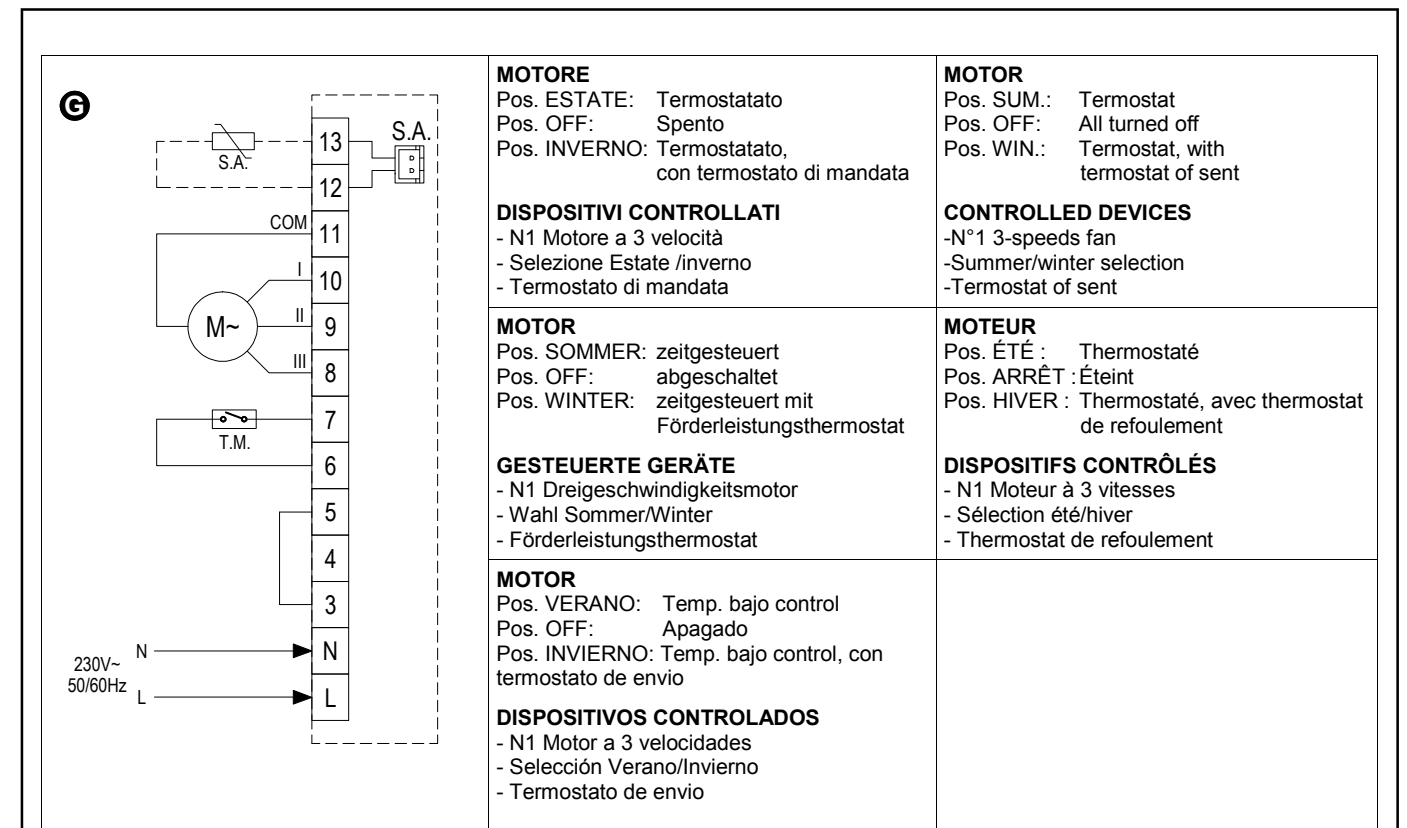 G
S.A.
S.A.
COM
I
II
III
M~
T.M.
13
12
11
10
9
8
7
6
5
4
3
N
L
N
230V~
50/60Hz
L
MOTORE
Pos. ESTATE: Termostatato
Pos. OFF: Spento
Pos. INVERNO: Termostatato,
con termostato di mandata
DISPOSITIVI CONTROLLATI
- N1 Motore a 3 velocità
- Selezione Estate /inverno
- Termostato di mandata
MOTOR
Pos. SUM.: Termostat
Pos. OFF: All turned off
Pos. WIN.: Termostat, with
termostat of sent
CONTROLLED DEVICES
-N°1 3-speeds fan
-Summer/winter selection
-Termostat of sent
MOTOR
Pos. SOMMER: zeitgesteuert
Pos. OFF: abgeschaltet
Pos. WINTER: zeitgesteuert mit
Förderleistungsthermostat
GESTEUERTE GERÄTE
- N1 Dreigeschwindigkeitsmotor
- Wahl Sommer/Winter
- Förderleistungsthermostat
MOTEUR
Pos. ÉTÉ : Thermostaté
Pos. ARRÊT : Éteint
Pos. HIVER : Thermostaté, avec thermostat
de refoulement
DISPOSITIFS CONTRÔLÉS
- N1 Moteur à 3 vitesses
- Sélection été/hiver
- Thermostat de refoulement
MOTOR
Pos. VERANO: Temp. bajo control
Pos. OFF: Apagado
Pos. INVIERNO: Temp. bajo control, con
termostato de envio
DISPOSITIVOS CONTROLADOS
- N1 Motor a 3 velocidades
- Selección Verano/Invierno
- Termostato de envio